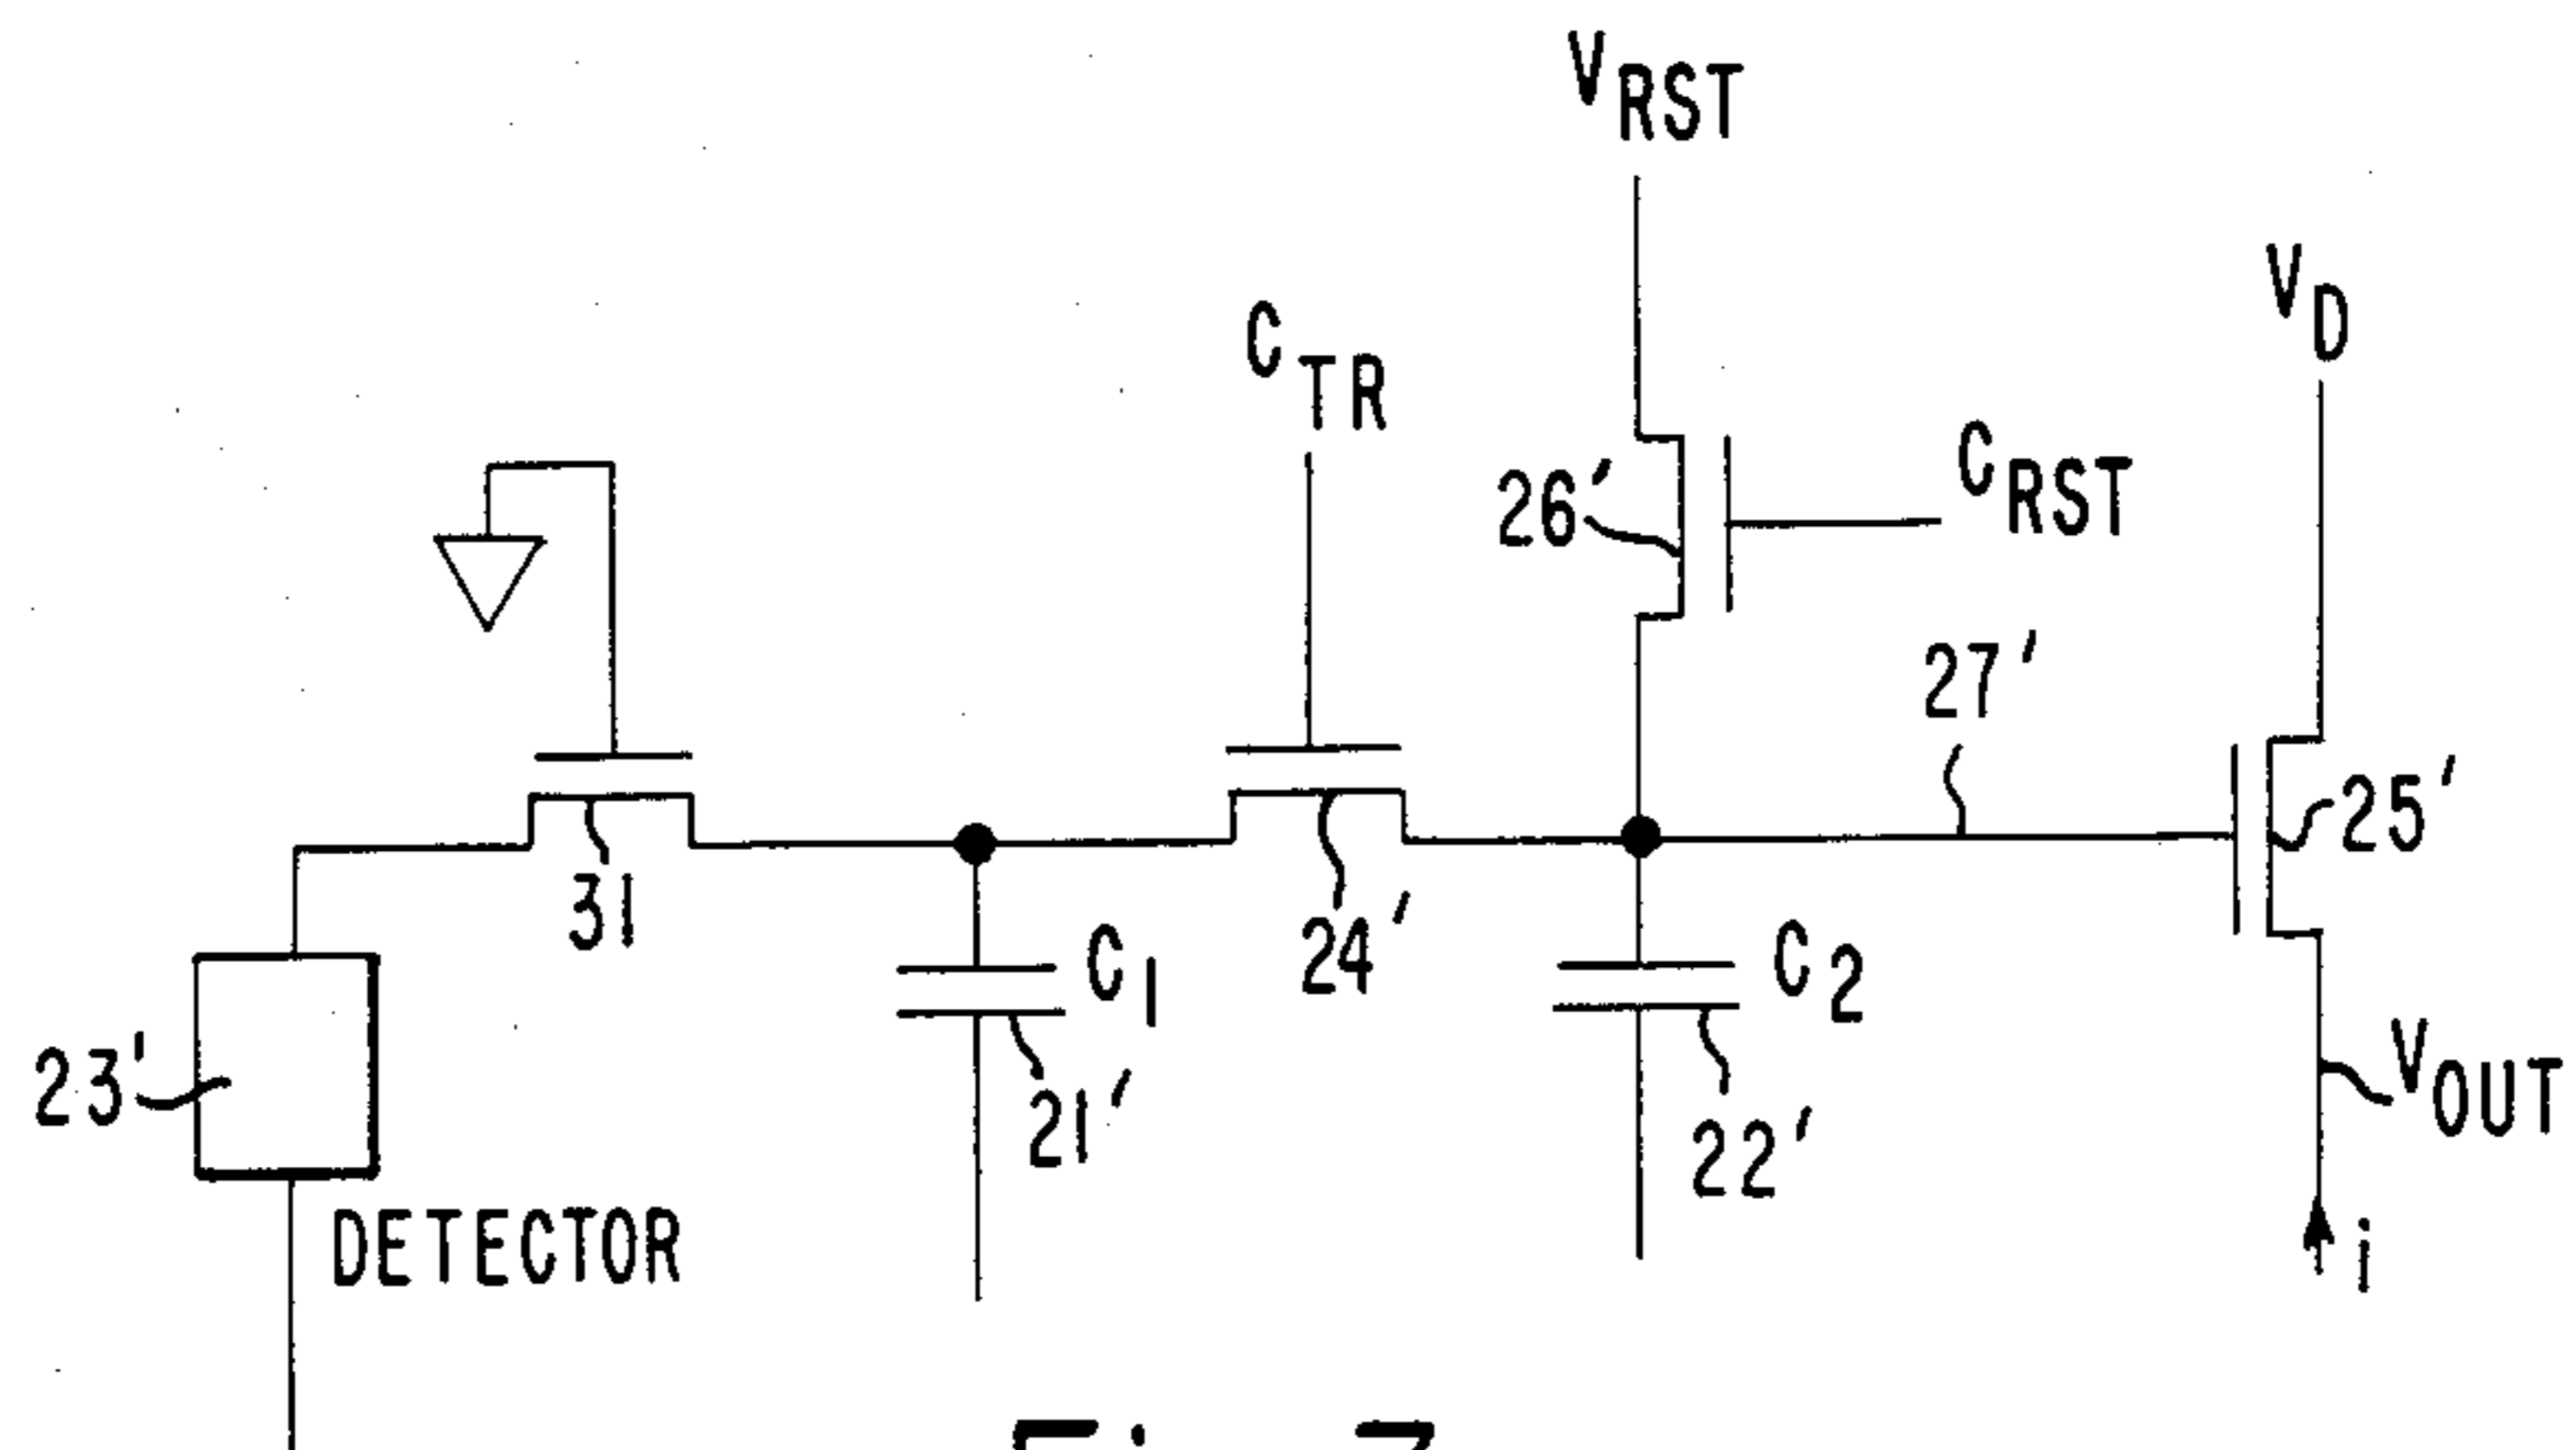 VRST
VD
CTR
26'
CRST
27'
25'
31
24'
C1
C2
23'
21'
22'
VOUT
DETECTOR
i